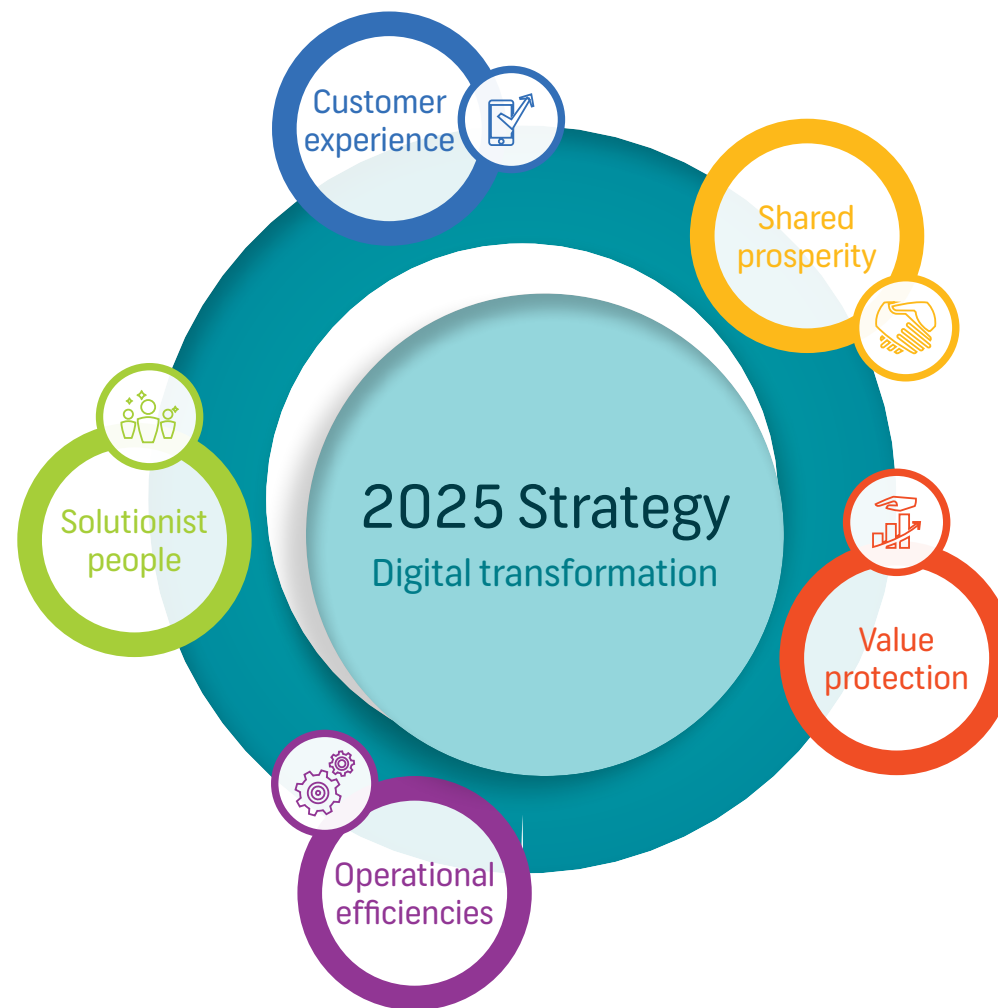 Customer
experience
Shared
prosperity
Solutionist
people
2025 Strategy
Digital transformation
Value
protection
Operational
efficiencies